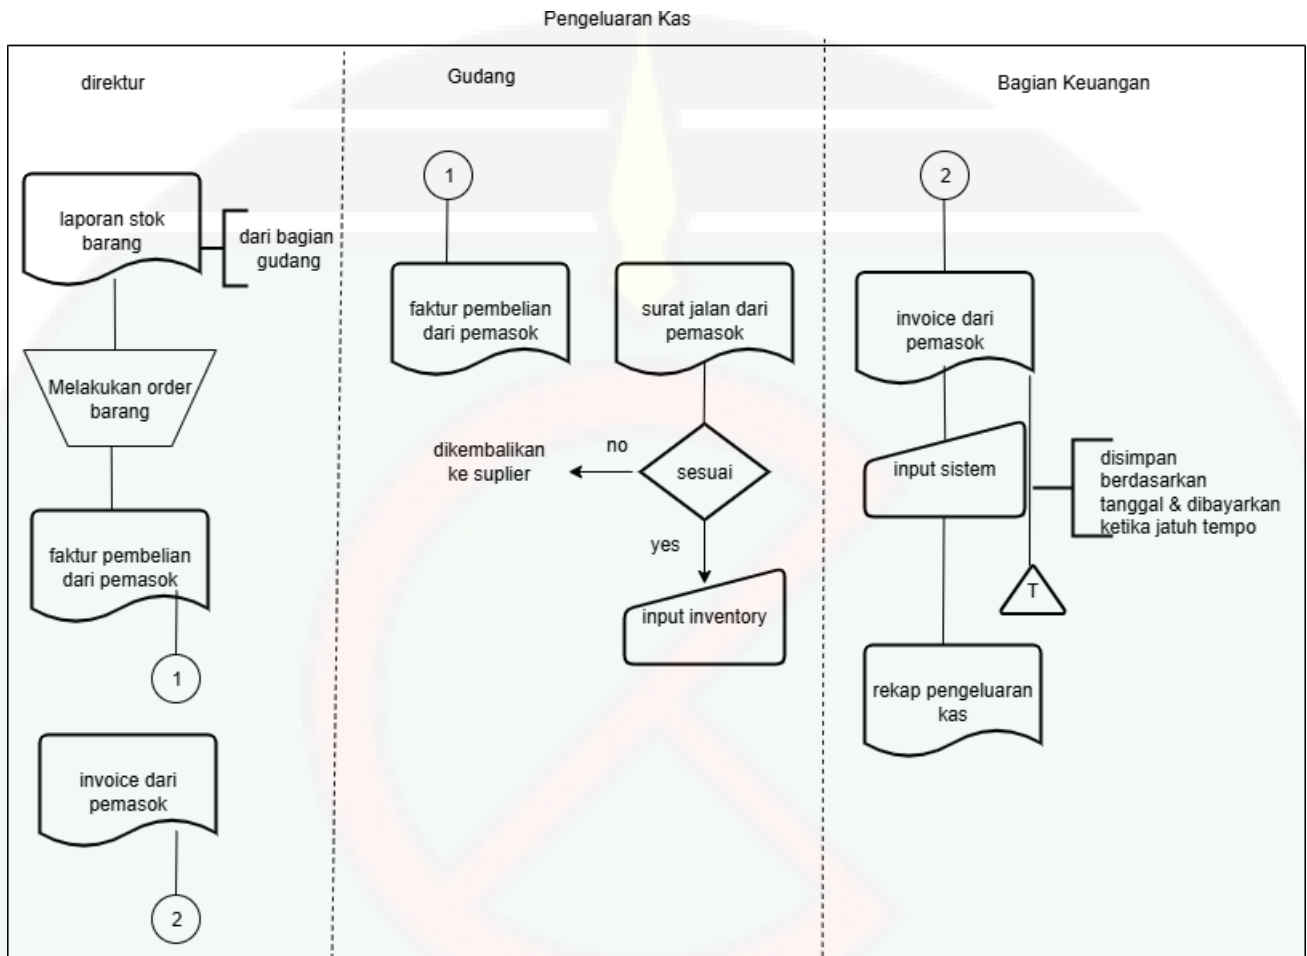 Pengeluaran Kas
direktur
Gudang
Bagian Keuangan
laporan stok
barang
dari bagian
gudang
Melakukan order
barang
faktur pembelian
dari pemasok
1
invoice dari
pemasok
2
1
faktur pembelian
dari pemasok
surat jalan dari
pemasok
sesuai
no
dikembalikan
ke suplier
yes
input inventory
2
invoice dari
pemasok
input sistem
disimpan
berdasarkan
tanggal & dibayarkan
ketika jatuh tempo
T
rekap pengeluaran
kas